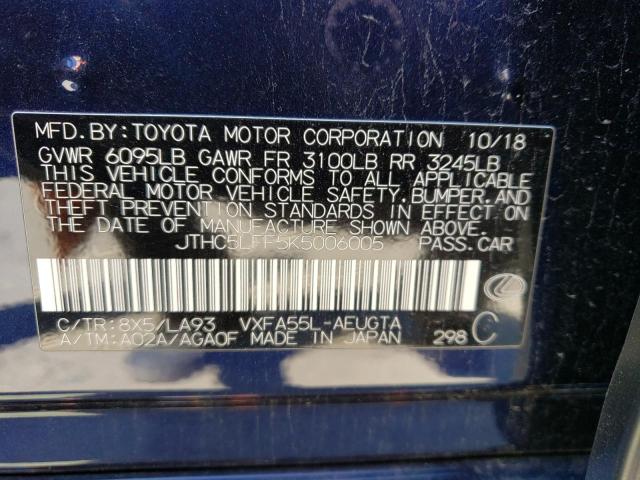 MFD.BY:TOYOTA MOTOR CORPORATION 10/18
GVWR 6095LB GAWR FR 3100LB RR 3245LB
THIS VEHICLE CONFORMS TO ALL APPLICABLE
FEDERAL MOTOR VEHICLE SAFETY, BUMPER, AND
THEFT PREVENTION STANDARDS IN EFFECT ON
THE DATE OF MANUFACTURE SHOWN ABOVE.
JTHC5LFF5K5006005 PASS.CAR
C/TR:8X5/LA93 VXFA55L-AEUGTA
A/TM:A02A/AGA0F MADE IN JAPAN 298 C